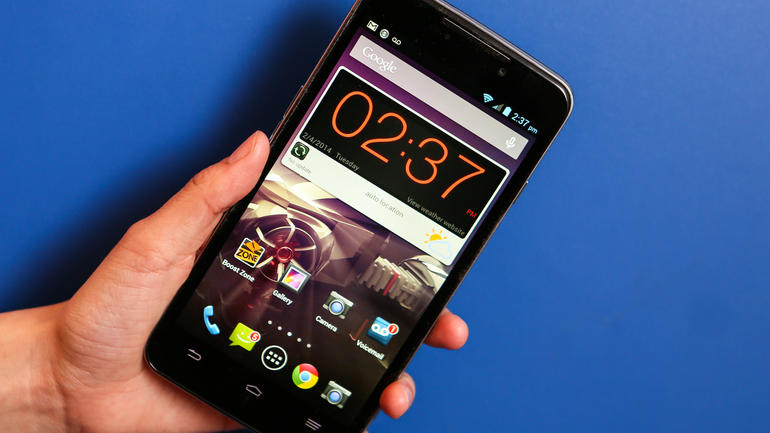 2:37 pm
Google
02:37
PM
2/4/2014 Tuesday
View weather website
No update
auto location
ZONE
Boost Zone
Gallery
Camera
1
Voicemail
5